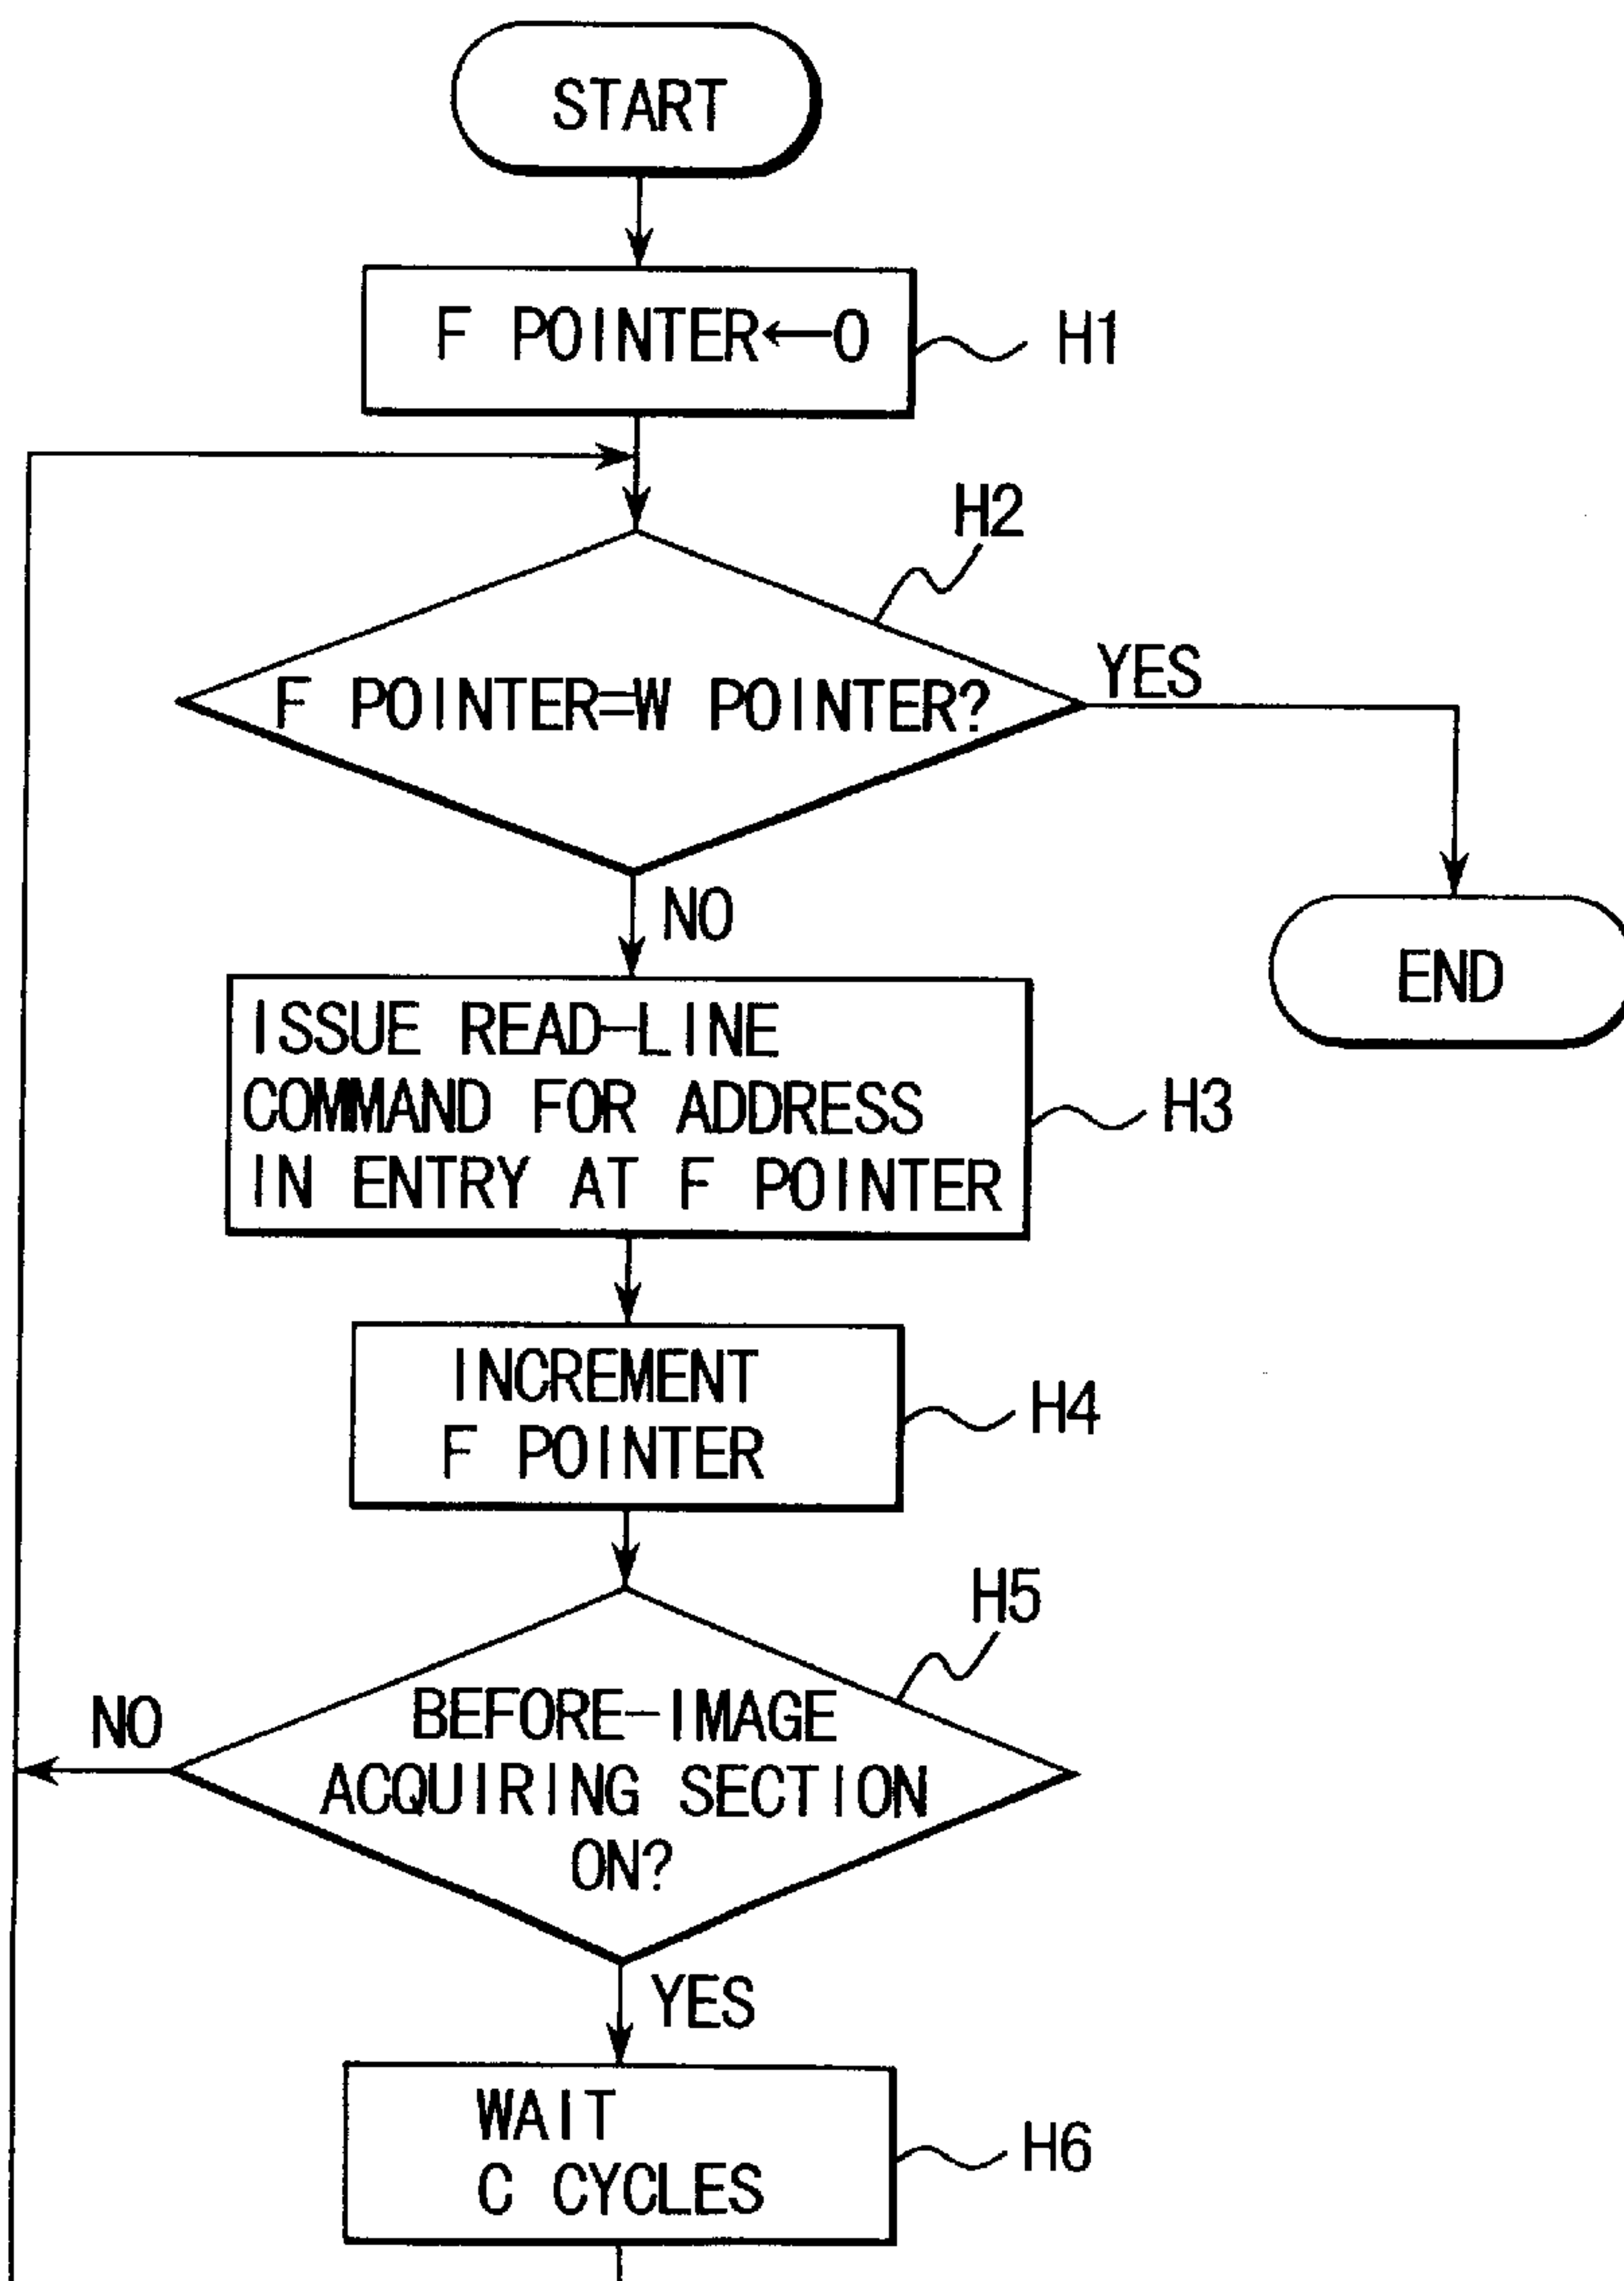 START
F POINTER←0
H1
H2
F POINTER=W POINTER?
YES
NO
END
ISSUE READ-LINE
COMMAND FOR ADDRESS
IN ENTRY AT F POINTER
H3
INCREMENT
F POINTER
H4
H5
BEFORE-IMAGE
ACQUIRING SECTION
ON?
NO
YES
WAIT
C CYCLES
H6